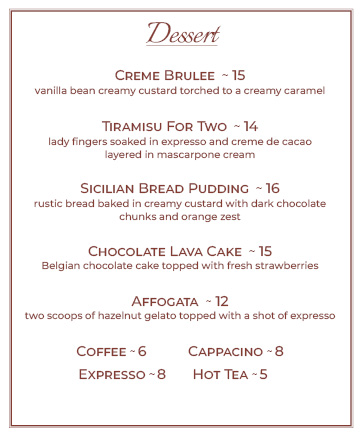 Dessert
CREME BRULEE ~ 15
vanilla bean creamy custard torched to a creamy caramel
TIRAMISU FOR TWO ~ 14
lady fingers soaked in expresso and creme de cacao
layered in mascarpone cream
SICILIAN BREAD PUDDING ~ 16
rustic bread baked in creamy custard with dark chocolate
chunks and orange zest
CHOCOLATE LAVA CAKE ~ 15
Belgian chocolate cake topped with fresh strawberries
AFFOGATA ~ 12
two scoops of hazelnut gelato topped with a shot of expresso
COFFEE ~ 6 CAPPACINO ~ 8
EXPRESSO ~ 8 HOT TEA ~ 5